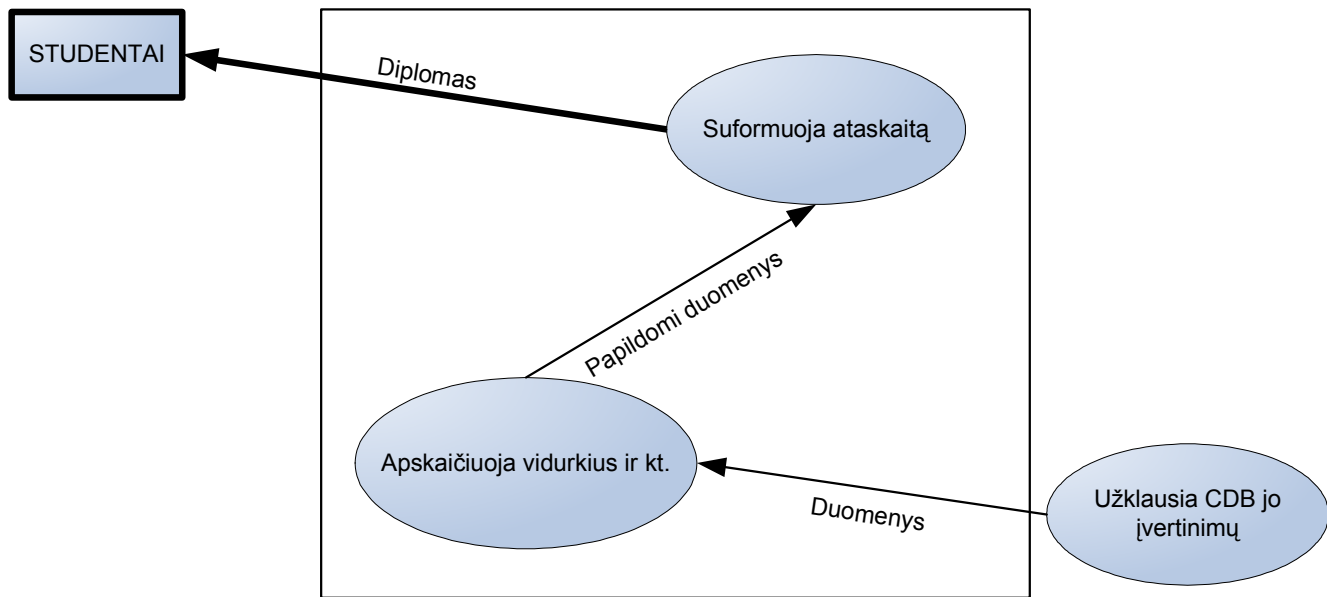 STUDENTAI
Diplomas
Suformuoja ataskaitą
Papildomi duomenys
Apskaičiuoja vidurkius ir kt.
Duomenys
Užklausia CDB jo
įvertinimų